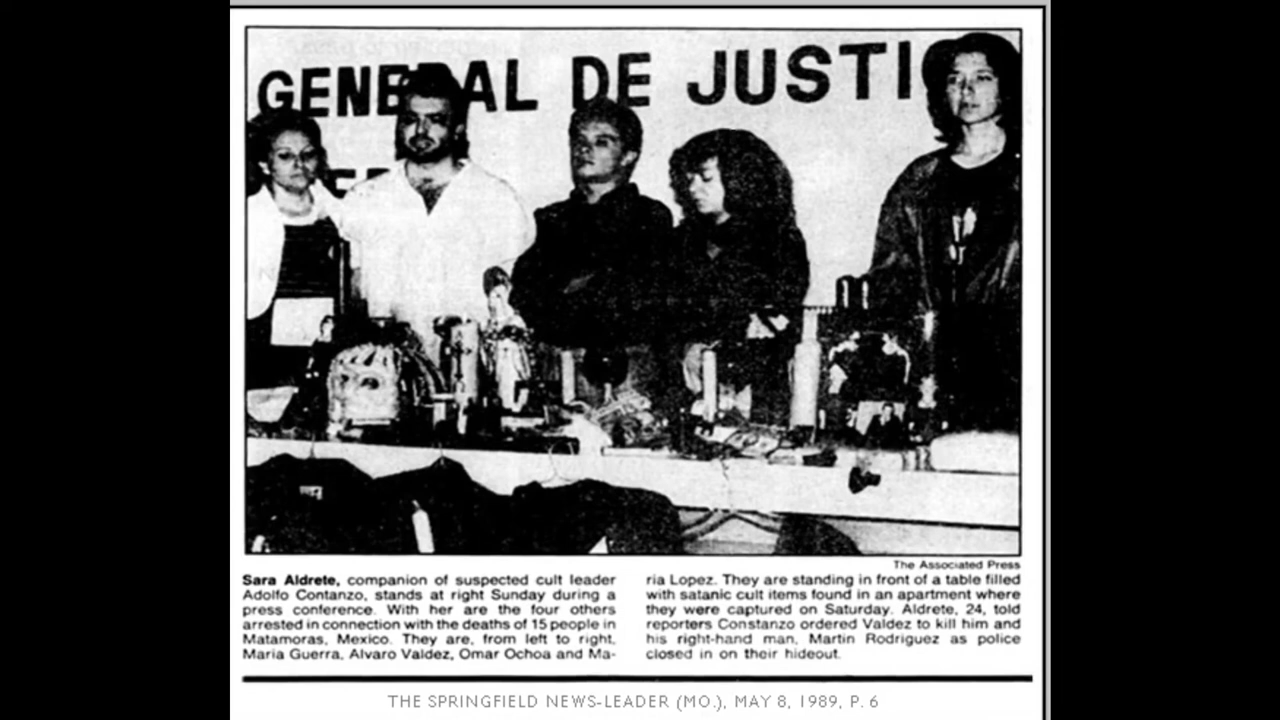 GENERAL DE JUSTI
The Associated Press
Sara Aldrete, companion of suspected cult leader
Adolfo Contanzo, stands at right Sunday during a
press conference. With her are the four others
arrested in connection with the deaths of 15 people in
Matamoras, Mexico. They are, from left to right,
Maria Guerra, Alvaro Valdez, Omar Ochoa and Ma-
ria Lopez. They are standing in front of a table filled
with satanic cult items found in an apartment where
they were captured on Saturday. Aldrete, 24, told
reporters Constanzo ordered Valdez to kill him and
his right-hand man, Martin Rodriguez as police
closed in on their hideout.
THE SPRINGFIELD NEWS-LEADER (MO.), MAY 8, 1989, P. 6